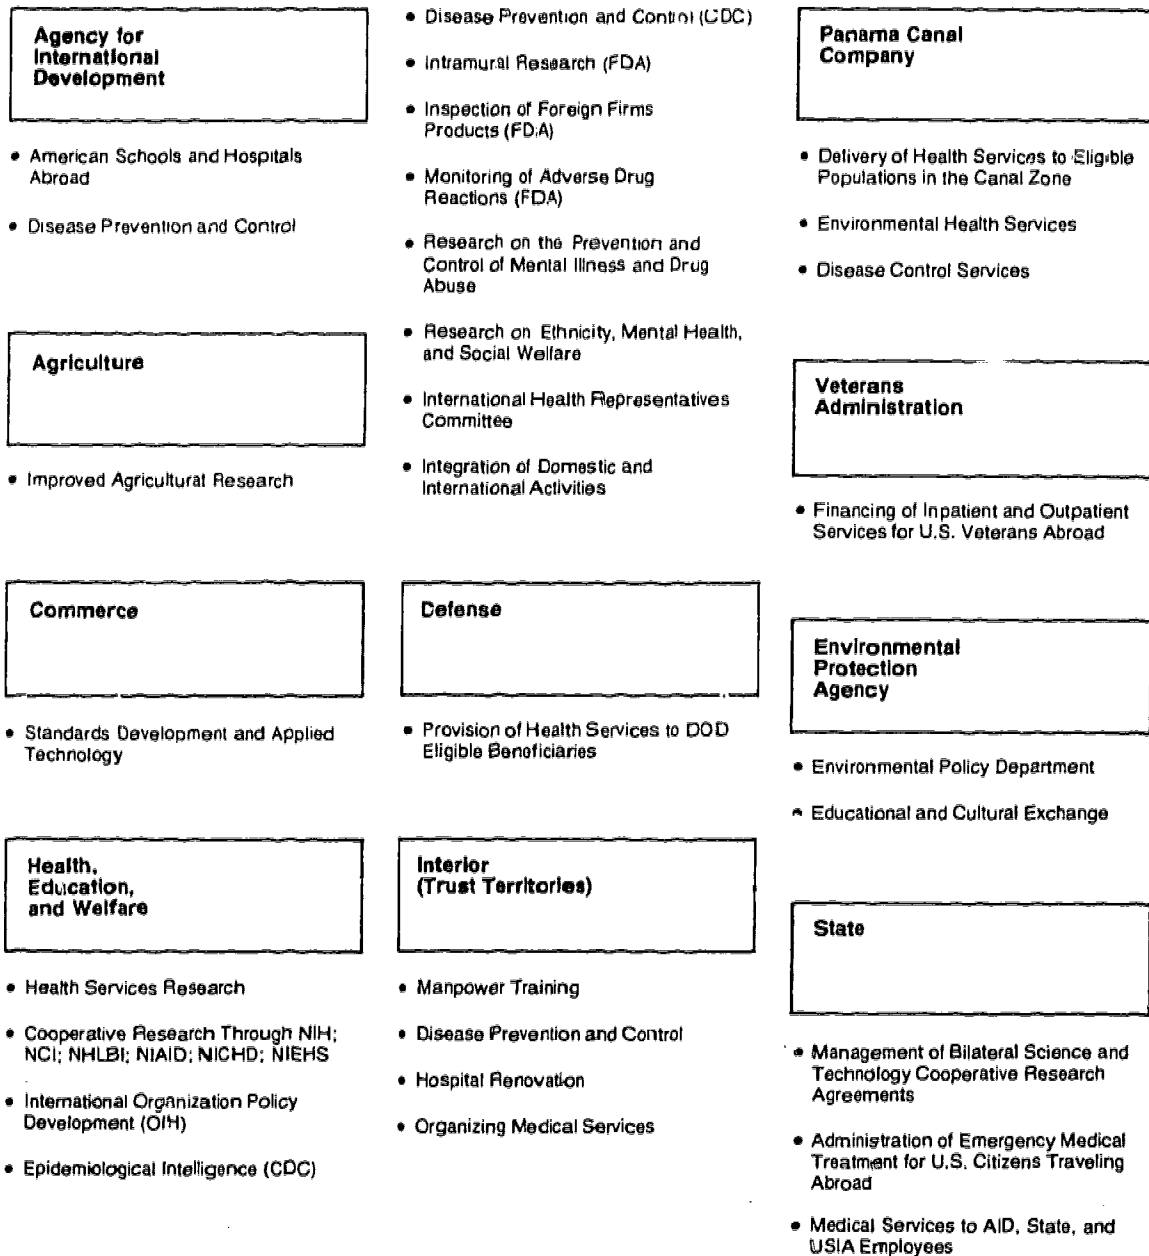 Agency for
International
Development
• American Schools and Hospitals
Abroad
• Disease Prevention and Control
Agriculture
• Improved Agricultural Research
Commerce
• Standards Development and Applied
Technology
Health,
Education,
and Welfare
• Health Services Research
• Cooperative Research Through NIH;
NCI; NHLBI; NIAID; NICHD; NIEHS
• International Organization Policy
Development (OIH)
• Epidemiological Intelligence (CDC)
• Disease Prevention and Control (CDC)
• Intramural Research (FDA)
• Inspection of Foreign Firms
Products (FDA)
• Monitoring of Adverse Drug
Reactions (FDA)
• Research on the Prevention and
Control of Mental Illness and Drug
Abuse
• Research on Ethnicity, Mental Health,
and Social Welfare
• International Health Representatives
Committee
• Integration of Domestic and
International Activities
Defense
• Provision of Health Services to DOD
Eligible Beneficiaries
Interior
(Trust Territories)
• Manpower Training
• Disease Prevention and Control
• Hospital Renovation
• Organizing Medical Services
Panama Canal
Company
• Delivery of Health Services to Eligible
Populations in the Canal Zone
• Environmental Health Services
• Disease Control Services
Veterans
Administration
• Financing of Inpatient and Outpatient
Services for U.S. Veterans Abroad
Environmental
Protection
Agency
• Environmental Policy Department
• Educational and Cultural Exchange
State
• Management of Bilateral Science and
Technology Cooperative Research
Agreements
• Administration of Emergency Medical
Treatment for U.S. Citizens Traveling
Abroad
• Medical Services to AID, State, and
USIA Employees